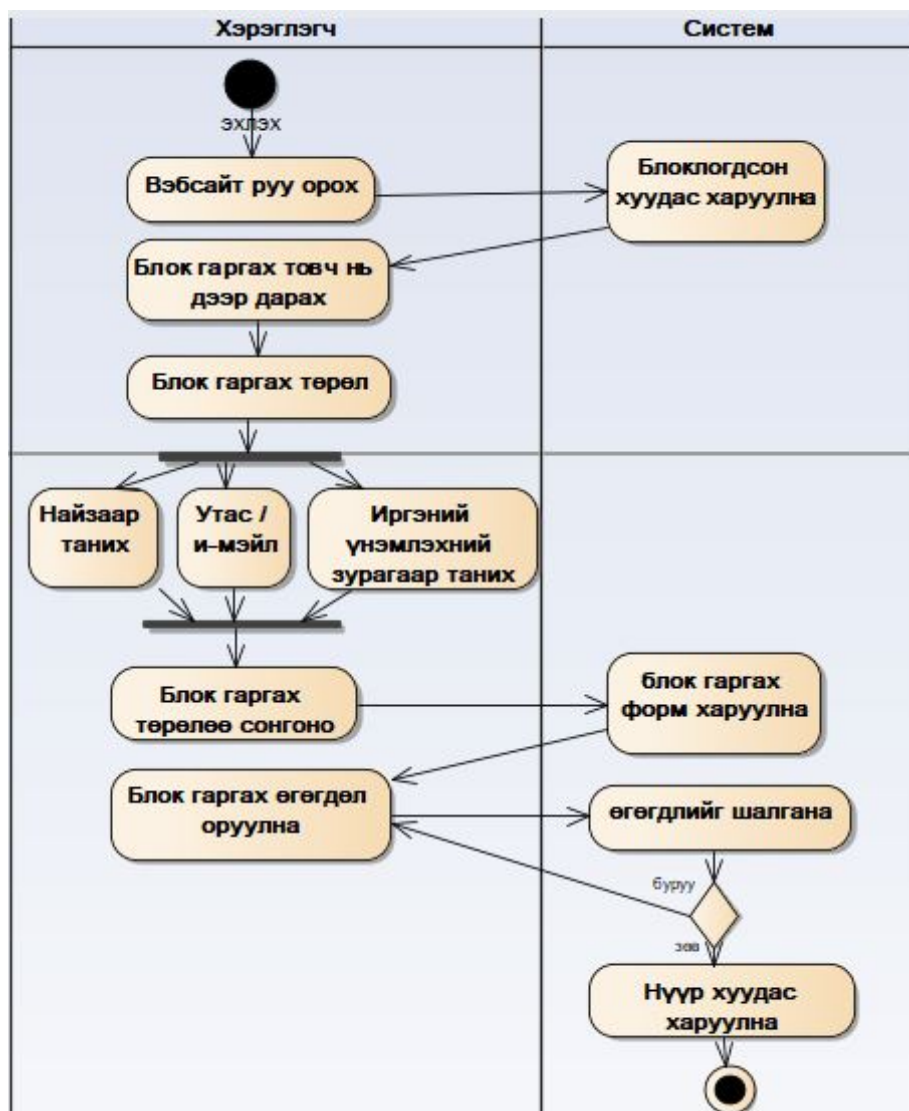 Хэрэглэгч
Систем
эхлэх
Вэбсайт руу орох
Блоклогдсон
хуудас харуулна
Блок гаргах товч нь
дээр дарах
Блок гаргах төрөл
Найзаар
таних
Утас /
и-мэйл
Иргэний
үнэмлэхний
зурагаар таних
Блок гаргах
төрөлөө сонгоно
блок гаргах
форм харуулна
Блок гаргах өгөгдөл
оруулна
өгөгдлийг шалгана
буруу
зөв
Нүүр хуудас
харуулна